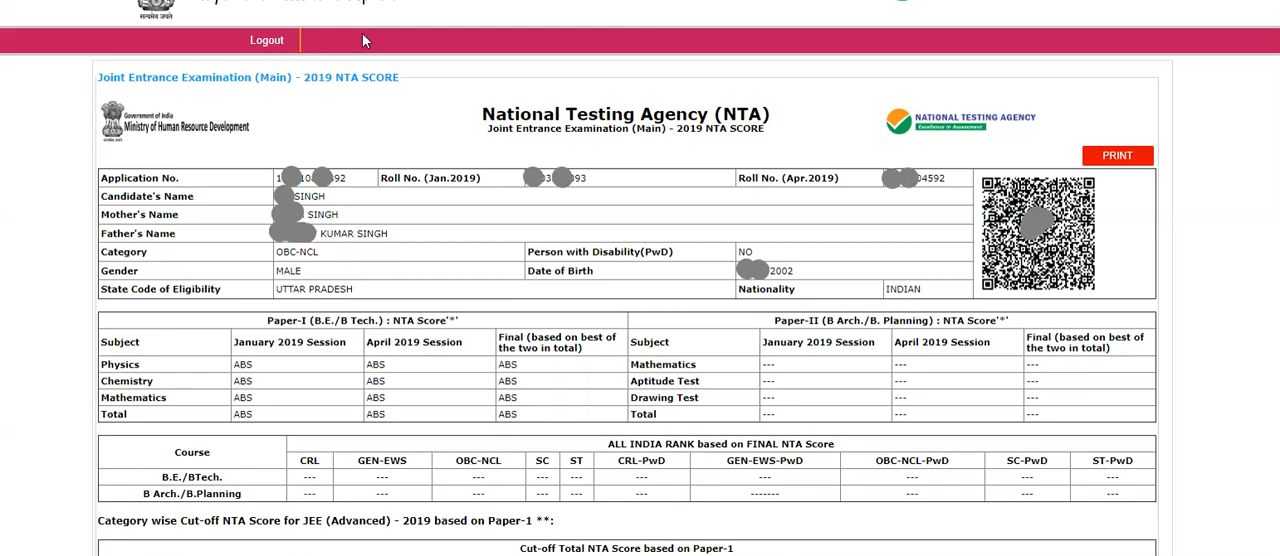 सत्यमेव जयते
Logout
Joint Entrance Examination (Main) - 2019 NTA SCORE
Government of India
Ministry of Human Resource Development
National Testing Agency (NTA)
Joint Entrance Examination (Main) - 2019 NTA SCORE
NATIONAL TESTING AGENCY
Excellence in Assessment
PRINT
Application No. Roll No. (Jan.2019) Roll No. (Apr.2019) 04592
Candidate's Name SINGH
Mother's Name SINGH
Father's Name KUMAR SINGH
Category OBC-NCL Person with Disability(PwD) NO
Gender MALE Date of Birth 2002
State Code of Eligibility UTTAR PRADESH Nationality INDIAN
Paper-I (B.E./B Tech.) : NTA Score'*' Paper-II (B Arch./B. Planning) : NTA Score'*'
Subject January 2019 Session April 2019 Session Final (based on best of the two in total) Subject January 2019 Session April 2019 Session Final (based on best of the two in total)
Physics ABS ABS ABS Mathematics --- --- ---
Chemistry ABS ABS ABS Aptitude Test --- --- ---
Mathematics ABS ABS ABS Drawing Test --- --- ---
Total ABS ABS ABS Total --- --- ---
Course ALL INDIA RANK based on FINAL NTA Score
CRL GEN-EWS OBC-NCL SC ST CRL-PwD GEN-EWS-PwD OBC-NCL-PwD SC-PwD ST-PwD
B.E./BTech. --- --- --- --- --- --- --- --- --- ---
B Arch./B.Planning --- --- --- --- --- --- ------- --- --- ---
Category wise Cut-off NTA Score for JEE (Advanced) - 2019 based on Paper-1 **:
Cut-off Total NTA Score based on Paper-1